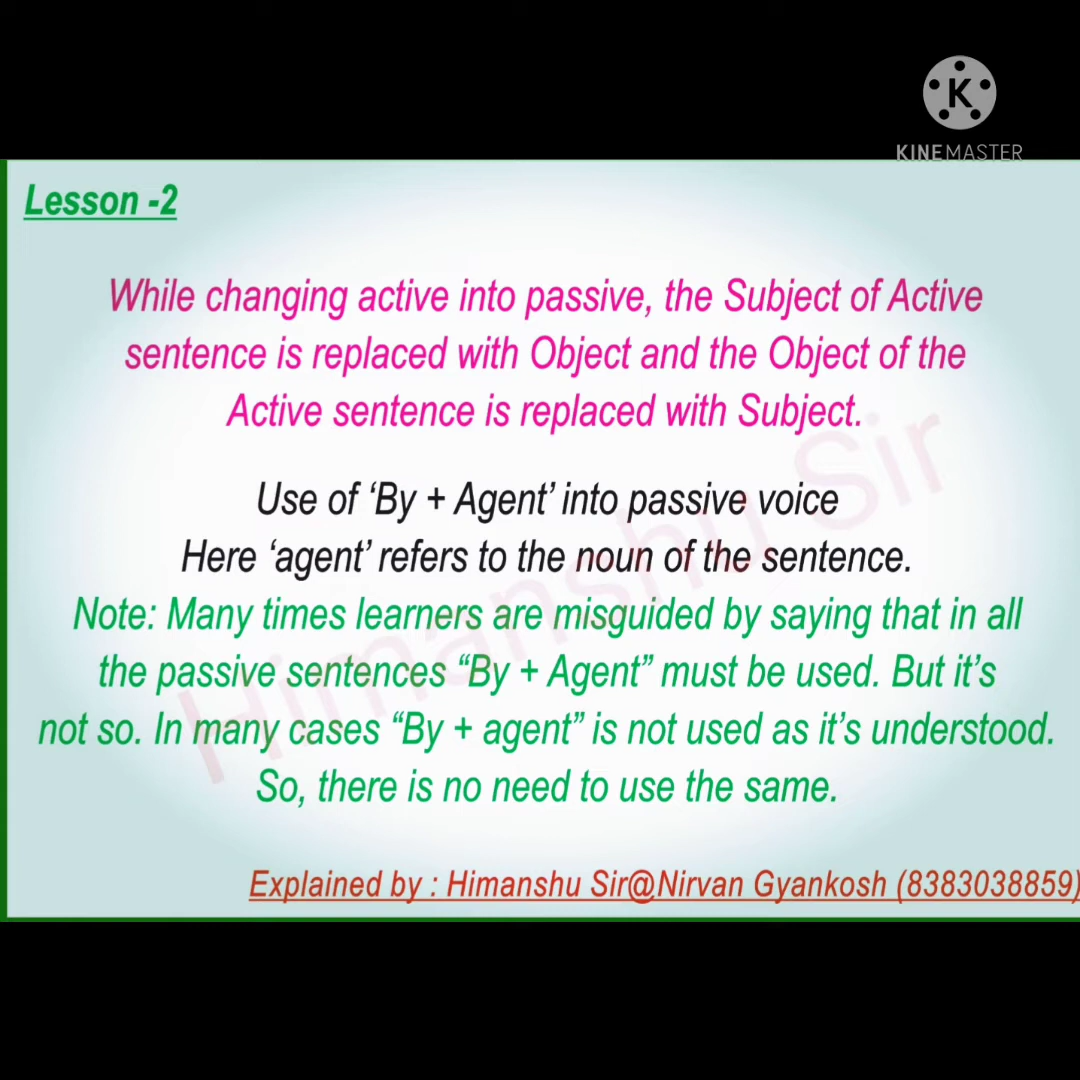 K
KINEMASTER
Lesson -2
While changing active into passive, the Subject of Active
sentence is replaced with Object and the Object of the
Active sentence is replaced with Subject.
Use of ‘By + Agent’ into passive voice
Here ‘agent’ refers to the noun of the sentence.
Note: Many times learners are misguided by saying that in all
the passive sentences “By + Agent” must be used. But it’s
not so. In many cases “By + agent” is not used as it’s understood.
So, there is no need to use the same.
Himanshu Sir
Explained by : Himanshu Sir@Nirvan Gyankosh (8383038859)